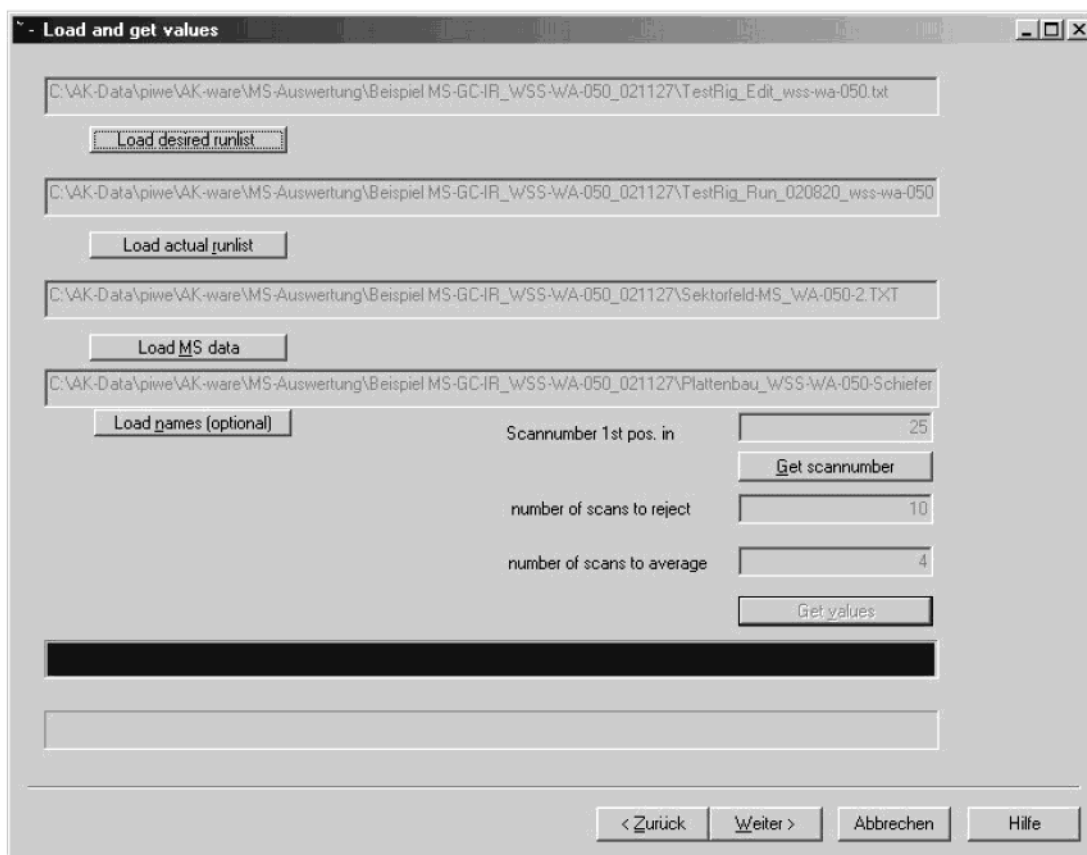 - Load and get values
C:\AK-Data\piwe\AK-ware\MS-Auswertung\Beispiel MS-GC-IR_WSS-WA-050_021127\TestRig_Edit_wss-wa-050.txt
Load desired runlist
C:\AK-Data\piwe\AK-ware\MS-Auswertung\Beispiel MS-GC-IR_WSS-WA-050_021127\TestRig_Run_020820_wss-wa-050
Load actual runlist
C:\AK-Data\piwe\AK-ware\MS-Auswertung\Beispiel MS-GC-IR_WSS-WA-050_021127\Sektorfeld-MS_WA-050-2.TXT
Load MS data
C:\AK-Data\piwe\AK-ware\MS-Auswertung\Beispiel MS-GC-IR_WSS-WA-050_021127\Plattenbau_WSS-WA-050-Schiefer
Load names (optional)
Scannumber 1st pos. in 25
Get scannumber
number of scans to reject 10
number of scans to average 4
Get values
< Zurück Weiter > Abbrechen Hilfe